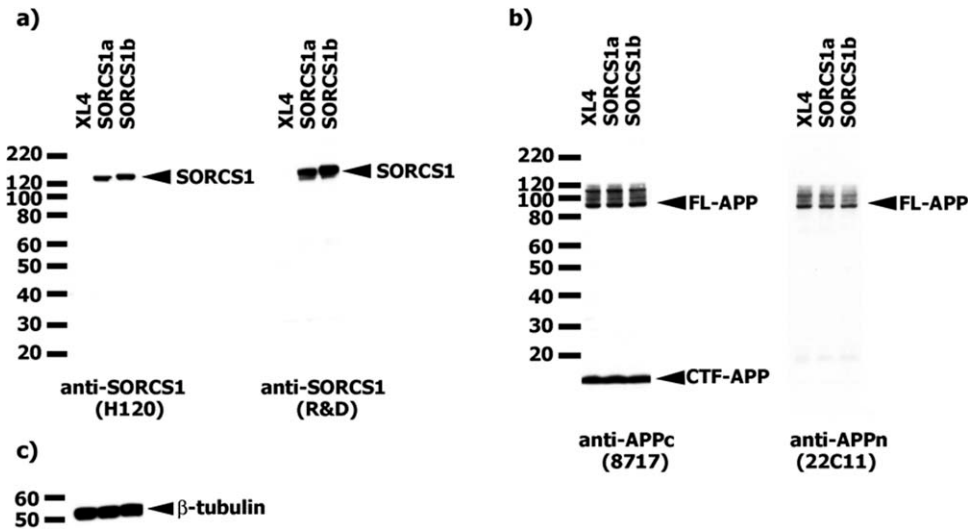 a)
XL4
SORCS1a
SORCS1b
XL4
SORCS1a
SORCS1b
220
120
100
80
60
50
40
30
20
SORCS1
SORCS1
anti-SORCS1
(H120)
anti-SORCS1
(R&D)
b)
XL4
SORCS1a
SORCS1b
XL4
SORCS1a
SORCS1b
220
120
100
80
60
50
40
30
20
FL-APP
FL-APP
CTF-APP
anti-APPc
(8717)
anti-APPn
(22C11)
c)
60
50
β-tubulin